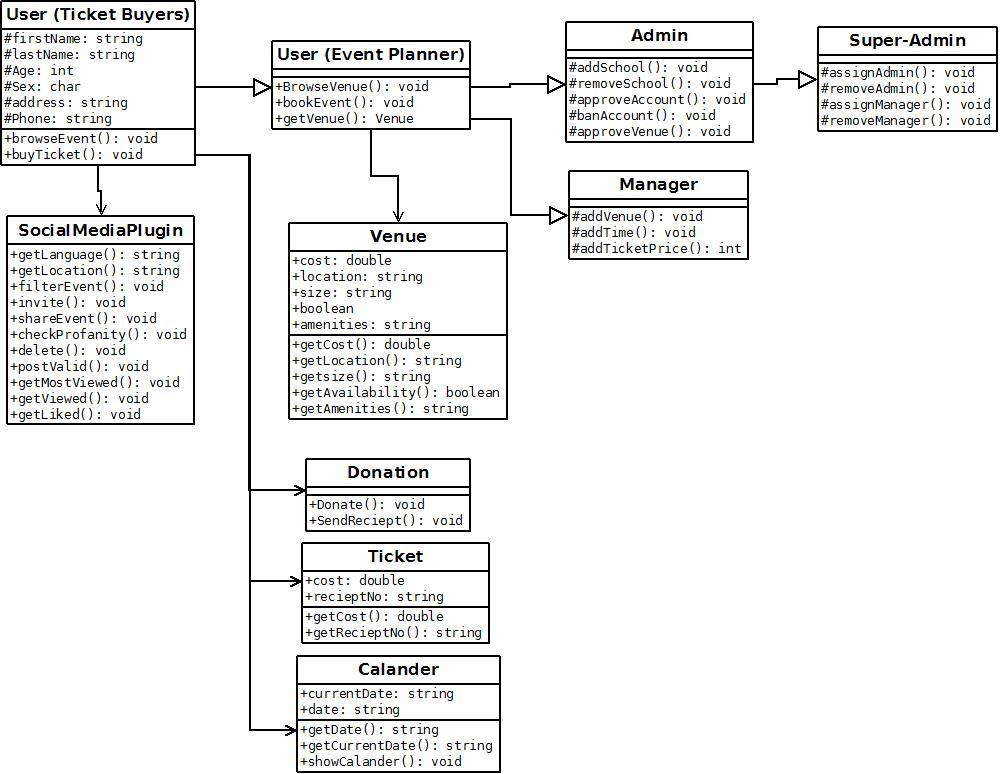 User (Ticket Buyers)
#firstName: string
#lastName: string
#Age: int
#Sex: char
#address: string
#Phone: string
+browseEvent(): void
+buyTicket(): void
User (Event Planner)
+BrowseVenue(): void
+bookEvent(): void
+getVenue(): Venue
Admin
#addSchool(): void
#removeSchool(): void
#approveAccount(): void
#banAccount(): void
#approveVenue(): void
Super-Admin
#assignAdmin(): void
#removeAdmin(): void
#assignManager(): void
#removeManager(): void
Manager
#addVenue(): void
#addTime(): void
#addTicketPrice(): int
SocialMediaPlugin
+getLanguage(): string
+getLocation(): string
+filterEvent(): void
+invite(): void
+shareEvent(): void
+checkProfanity(): void
+delete(): void
+postValid(): void
+getMostViewed(): void
+getViewed(): void
+getLiked(): void
Venue
+cost: double
+location: string
+size: string
+boolean
+amenities: string
+getCost(): double
+getLocation(): string
+getsize(): string
+getAvailability(): boolean
+getAmenities(): string
Donation
+Donate(): void
+SendReciept(): void
Ticket
+cost: double
+recieptNo: string
+getCost(): double
+getRecieptNo(): string
Calander
+currentDate: string
+date: string
+getDate(): string
+getCurrentDate(): string
+showCalander(): void